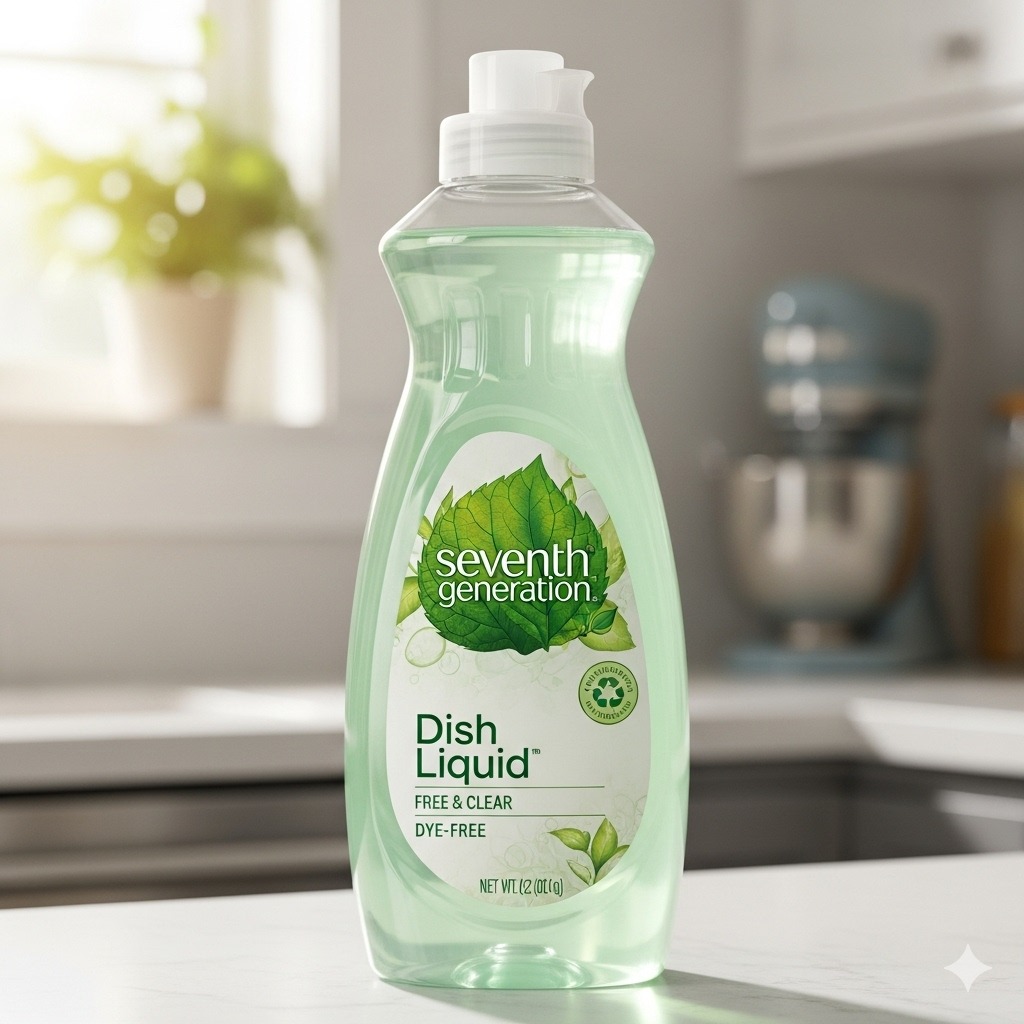 seventh
generation
Dish
Liquid™
FREE & CLEAR
DYE-FREE
NET WT.